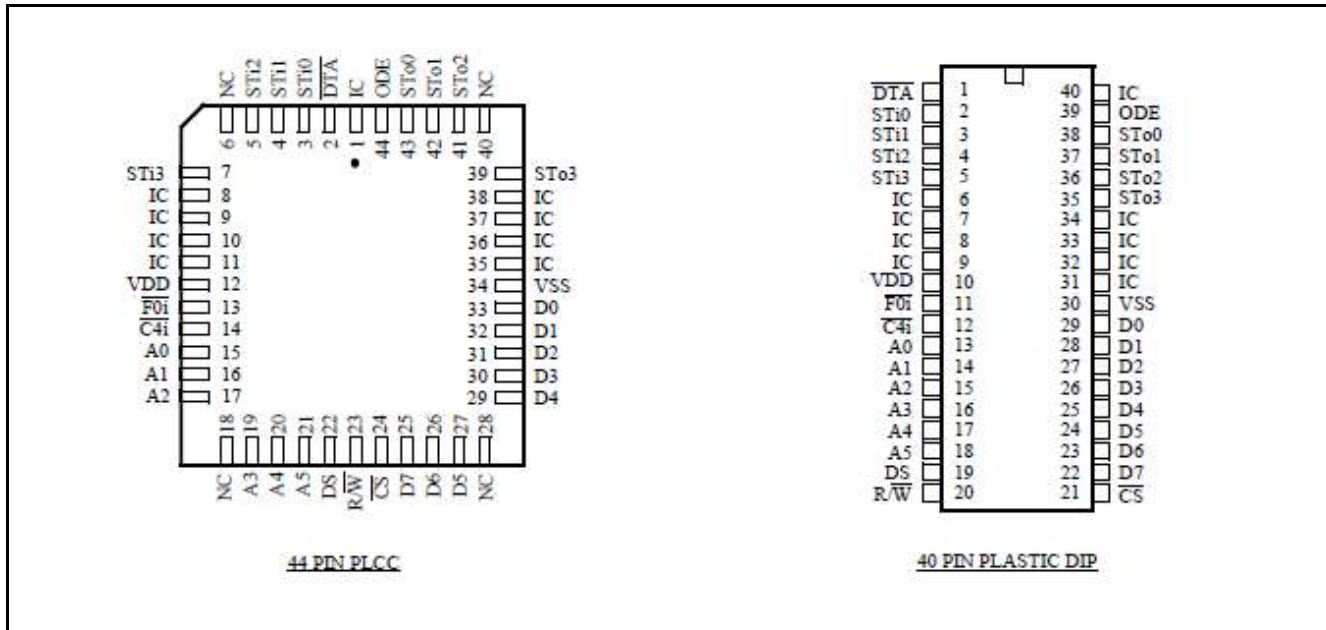 NC STi2 STi1 STi0 DTA IC ODE STo0 STo1 STo2 NC
6 5 4 3 2 1 44 43 42 41 40
STi3 7 39 STo3
IC 8 38 IC
IC 9 37 IC
IC 10 36 IC
IC 11 35 IC
VDD 12 34 VSS
F0i 13 33 D0
C4i 14 32 D1
A0 15 31 D2
A1 16 30 D3
A2 17 29 D4
18 19 20 21 22 23 24 25 26 27 28
NC A3 A4 A5 DS R/W CS D7 D6 D5 NC
44 PIN PLCC
DTA 1 40 IC
STi0 2 39 ODE
STi1 3 38 STo0
STi2 4 37 STo1
STi3 5 36 STo2
IC 6 35 STo3
IC 7 34 IC
IC 8 33 IC
IC 9 32 IC
VDD 10 31 IC
F0i 11 30 VSS
C4i 12 29 D0
A0 13 28 D1
A1 14 27 D2
A2 15 26 D3
A3 16 25 D4
A4 17 24 D5
A5 18 23 D6
DS 19 22 D7
R/W 20 21 CS
40 PIN PLASTIC DIP